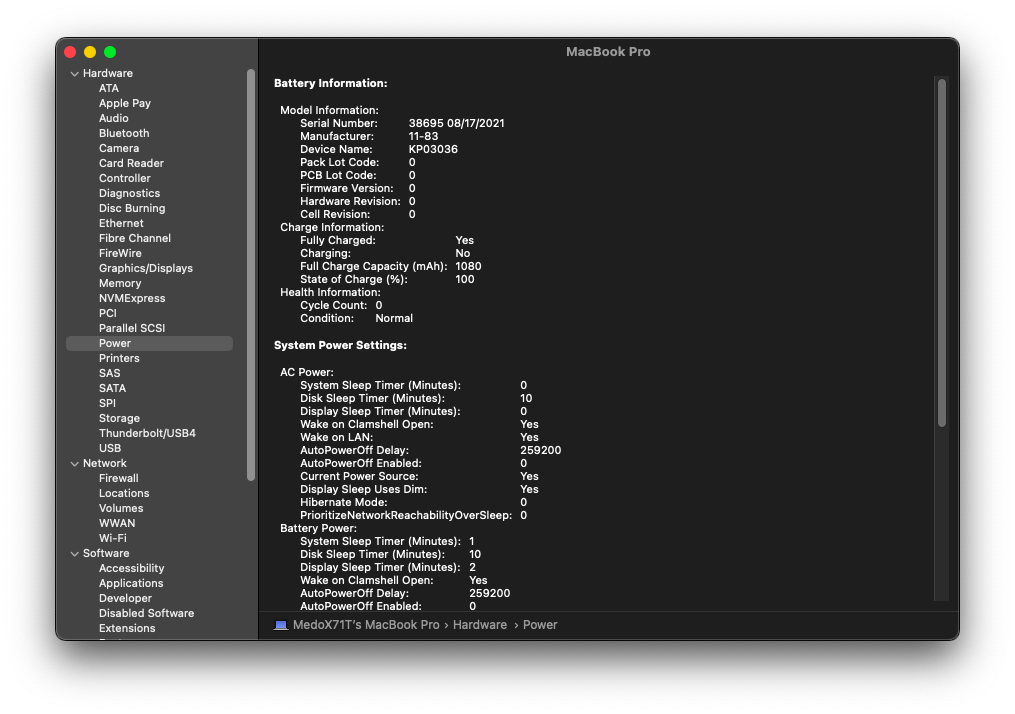 MacBook Pro
Hardware
ATA
Apple Pay
Audio
Bluetooth
Camera
Card Reader
Controller
Diagnostics
Disc Burning
Ethernet
Fibre Channel
FireWire
Graphics/Displays
Memory
NVMExpress
PCI
Parallel SCSI
Power
Printers
SAS
SATA
SPI
Storage
Thunderbolt/USB4
USB
Network
Firewall
Locations
Volumes
WWAN
Wi-Fi
Software
Accessibility
Applications
Developer
Disabled Software
Extensions
Battery Information:
Model Information:
Serial Number: 38695 08/17/2021
Manufacturer: 11-83
Device Name: KP03036
Pack Lot Code: 0
PCB Lot Code: 0
Firmware Version: 0
Hardware Revision: 0
Cell Revision: 0
Charge Information:
Fully Charged: Yes
Charging: No
Full Charge Capacity (mAh): 1080
State of Charge (%): 100
Health Information:
Cycle Count: 0
Condition: Normal
System Power Settings:
AC Power:
System Sleep Timer (Minutes): 0
Disk Sleep Timer (Minutes): 10
Display Sleep Timer (Minutes): 0
Wake on Clamshell Open: Yes
Wake on LAN: Yes
AutoPowerOff Delay: 259200
AutoPowerOff Enabled: 0
Current Power Source: Yes
Display Sleep Uses Dim: Yes
Hibernate Mode: 0
PrioritizeNetworkReachabilityOverSleep: 0
Battery Power:
System Sleep Timer (Minutes): 1
Disk Sleep Timer (Minutes): 10
Display Sleep Timer (Minutes): 2
Wake on Clamshell Open: Yes
AutoPowerOff Delay: 259200
AutoPowerOff Enabled: 0
MedoX71T's MacBook Pro › Hardware › Power